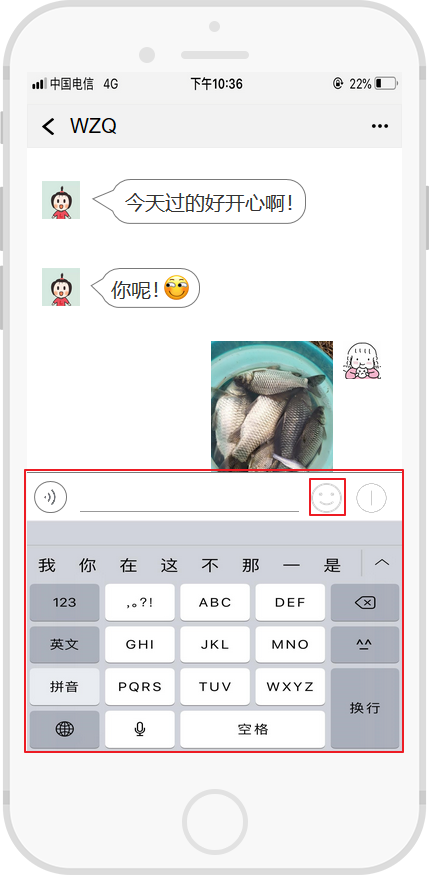 中国电信 4G 下午10:36 22%
WZQ
今天过的好开心啊!
你呢!
我 你 在 这 不 那 一 是
123 ,。?! ABC DEF
英文 GHI JKL MNO ^^
拼音 PQRS TUV WXYZ 换行
空格